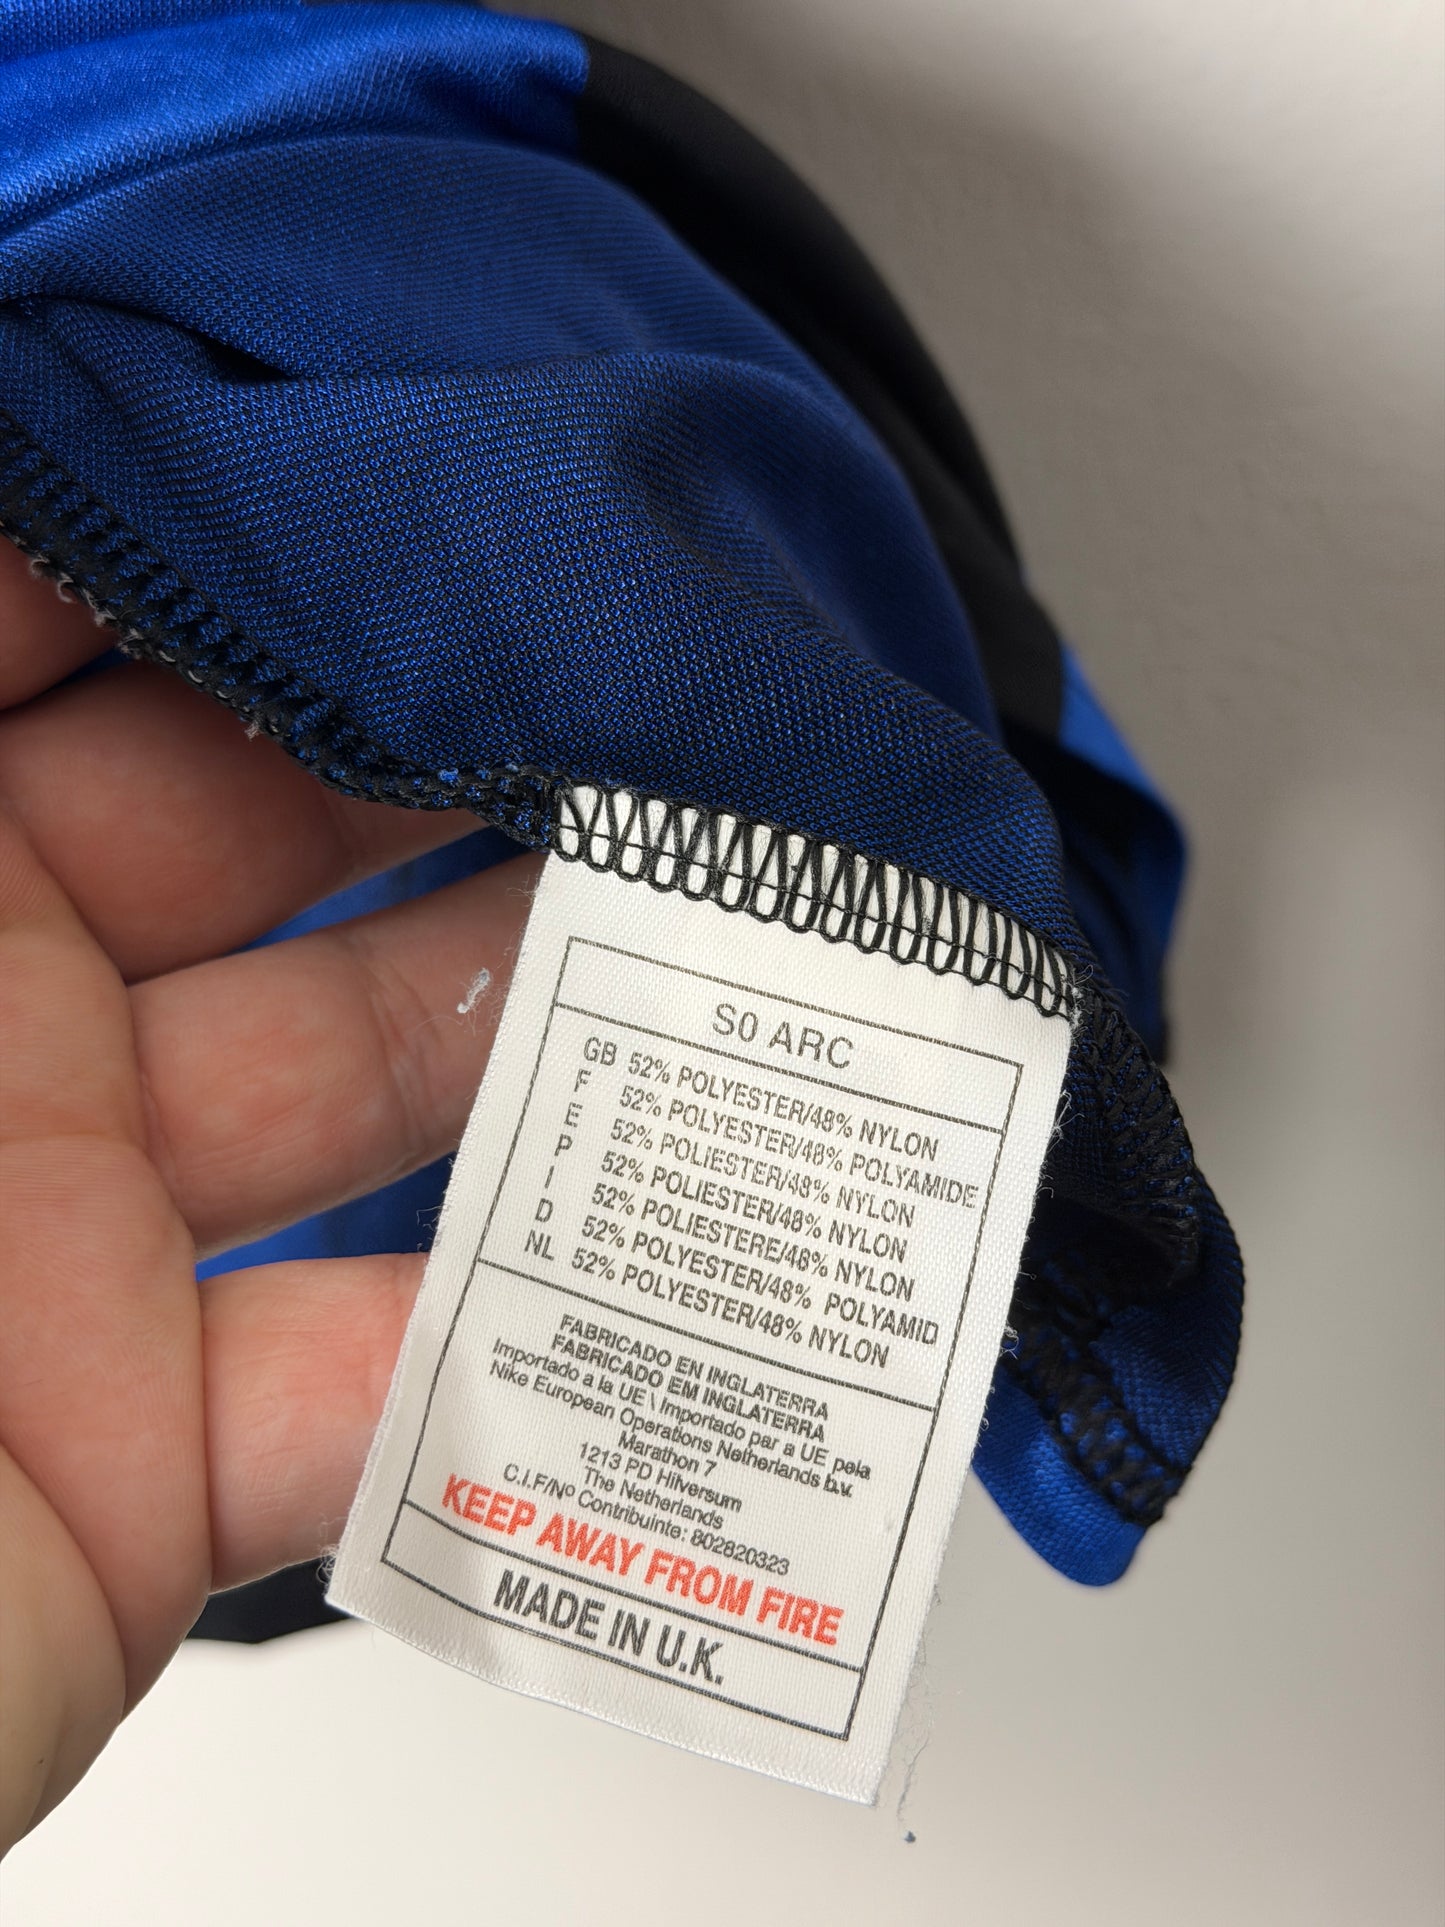 S0 ARC
GB 52% POLYESTER/48% NYLON
F 52% POLYESTER/48% POLYAMIDE
E 52% POLIESTER/48% NYLON
P 52% POLIESTER/48% NYLON
I 52% POLIESTERE/48% NYLON
D 52% POLYESTER/48% POLYAMID
NL 52% POLYESTER/48% NYLON
FABRICADO EN INGLATERRA
FABRICADO EM INGLATERRA
Importado a la UE \ Importado par a UE pela
Nike European Operations Netherlands b.v.
Marathon 7
1213 PD Hilversum
The Netherlands
C.I.F/Nº Contribuinte: 802820323
KEEP AWAY FROM FIRE
MADE IN U.K.